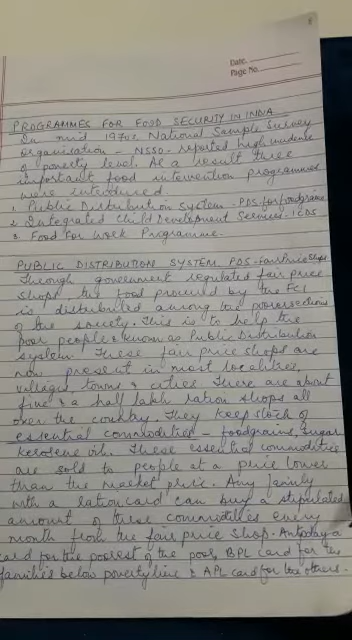 Date.
Page No.
PROGRAMMES FOR FOOD SECURITY IN INDIA
In mid 1970s National Sample Survey
Organisation - NSSO - reported high incidence
of poverty level. As a result three
important food intervention programmes
were introduced.
1. Public Distribution System - PDS - for foodgrains
2. Integrated Child Development Services - ICDS
3. Food For Work Programme.
PUBLIC DISTRIBUTION SYSTEM PDS - Fair Price Shops
Through government regulated fair price
shops the food procured by the FCI
is distributed among the poor sections
of the society. This is to help the
poor people & known as Public Distribution
System. These fair price shops are
now present in most localities,
villages towns & cities. There are about
five & a half lakh ration shops all
over the country. They keep stock of
essential commodities - foodgrains, sugar
kerosene oil. These essential commodities
are sold to people at a price lower
than the market price. Any family
with a ration card can buy a stipulated
amount of these commodities every
month from the fair price shop. Antodaya
card for the poorest of the poor, BPL card for the
families below poverty line & APL card for the others.